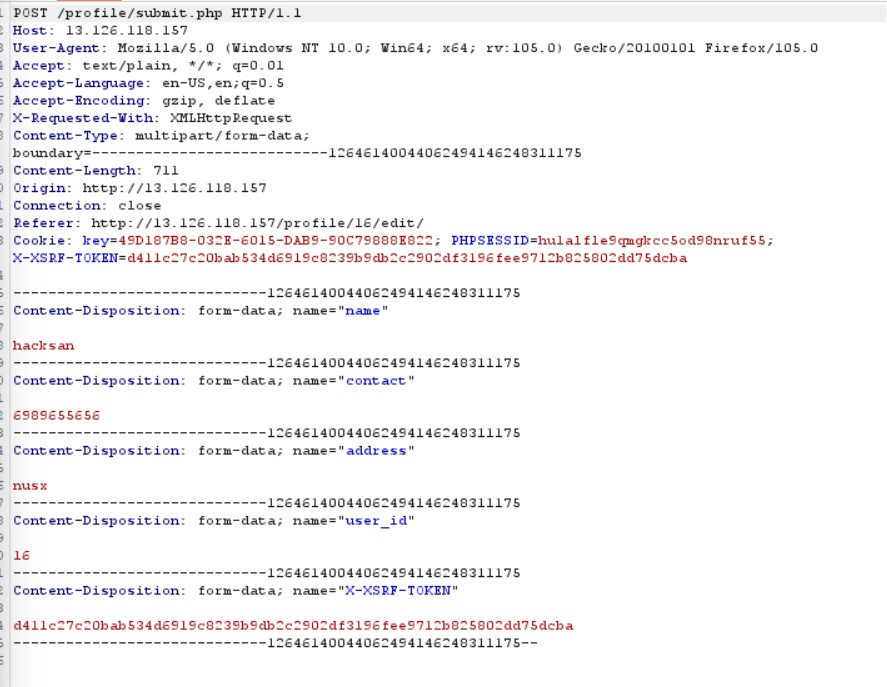 POST /profile/submit.php HTTP/1.1
Host: 13.126.118.157
User-Agent: Mozilla/5.0 (Windows NT 10.0; Win64; x64; rv:105.0) Gecko/20100101 Firefox/105.0
Accept: text/plain, */*; q=0.01
Accept-Language: en-US,en;q=0.5
Accept-Encoding: gzip, deflate
X-Requested-With: XMLHttpRequest
Content-Type: multipart/form-data;
boundary=---------------------------12646140044062494146248311175
Content-Length: 711
Origin: http://13.126.118.157
Connection: close
Referer: http://13.126.118.157/profile/16/edit/
Cookie: key=49D187B8-032E-6015-DAB9-90C79888E822; PHPSESSID=hulalfle9qmgkcc5od98nruf55;
X-XSRF-TOKEN=d411c27c20bab534d6919c8239b9db2c2902df3196fee9712b825802dd75dcba
-----------------------------12646140044062494146248311175
Content-Disposition: form-data; name="name"
hacksan
-----------------------------12646140044062494146248311175
Content-Disposition: form-data; name="contact"
6989655656
-----------------------------12646140044062494146248311175
Content-Disposition: form-data; name="address"
nusx
-----------------------------12646140044062494146248311175
Content-Disposition: form-data; name="user_id"
16
-----------------------------12646140044062494146248311175
Content-Disposition: form-data; name="X-XSRF-TOKEN"
d411c27c20bab534d6919c8239b9db2c2902df3196fee9712b825802dd75dcba
-----------------------------12646140044062494146248311175--